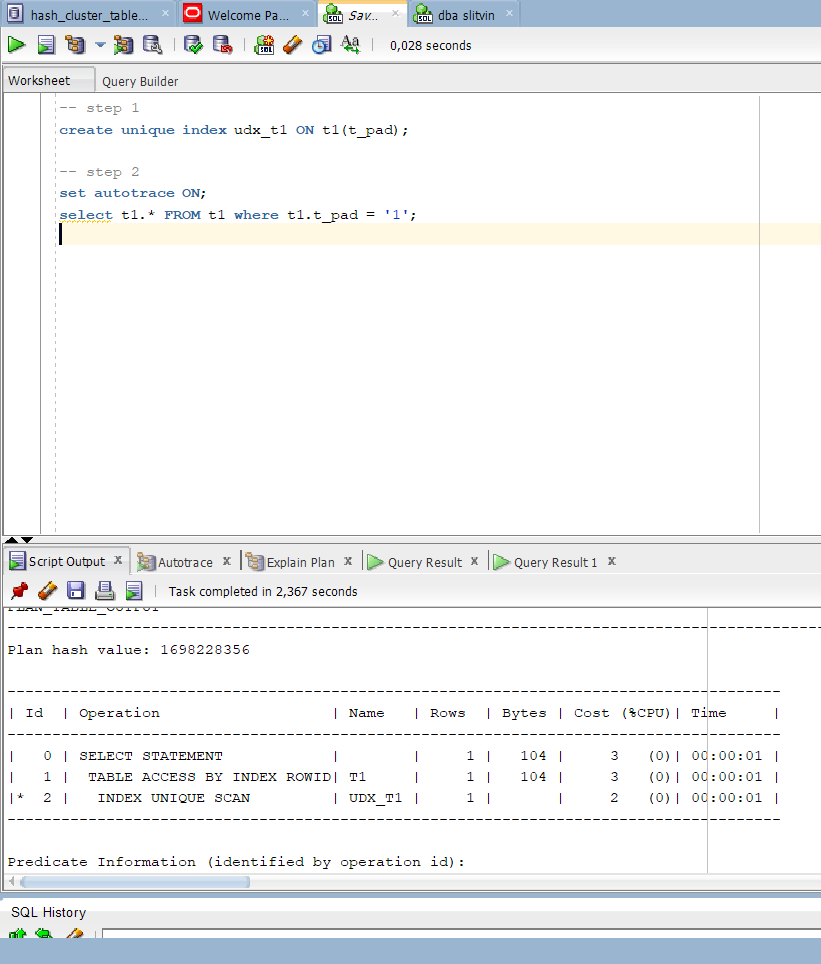 hash_cluster_table... Welcome Pa... Sav... dba slitvin
0,028 seconds
Worksheet Query Builder
-- step 1
create unique index udx_t1 ON t1(t_pad);
-- step 2
set autotrace ON;
select t1.* FROM t1 where t1.t_pad = '1';
Script Output x Autotrace x Explain Plan x Query Result x Query Result 1 x
Task completed in 2,367 seconds
PLAN_TABLE_OUTPUT
--------------------------------------------------------------------------------------------
Plan hash value: 1698228356
--------------------------------------------------------------------------------------
| Id | Operation | Name | Rows | Bytes | Cost (%CPU)| Time |
--------------------------------------------------------------------------------------
| 0 | SELECT STATEMENT | | 1 | 104 | 3 (0)| 00:00:01 |
| 1 | TABLE ACCESS BY INDEX ROWID| T1 | 1 | 104 | 3 (0)| 00:00:01 |
|* 2 | INDEX UNIQUE SCAN | UDX_T1 | 1 | | 2 (0)| 00:00:01 |
--------------------------------------------------------------------------------------
Predicate Information (identified by operation id):
SQL History